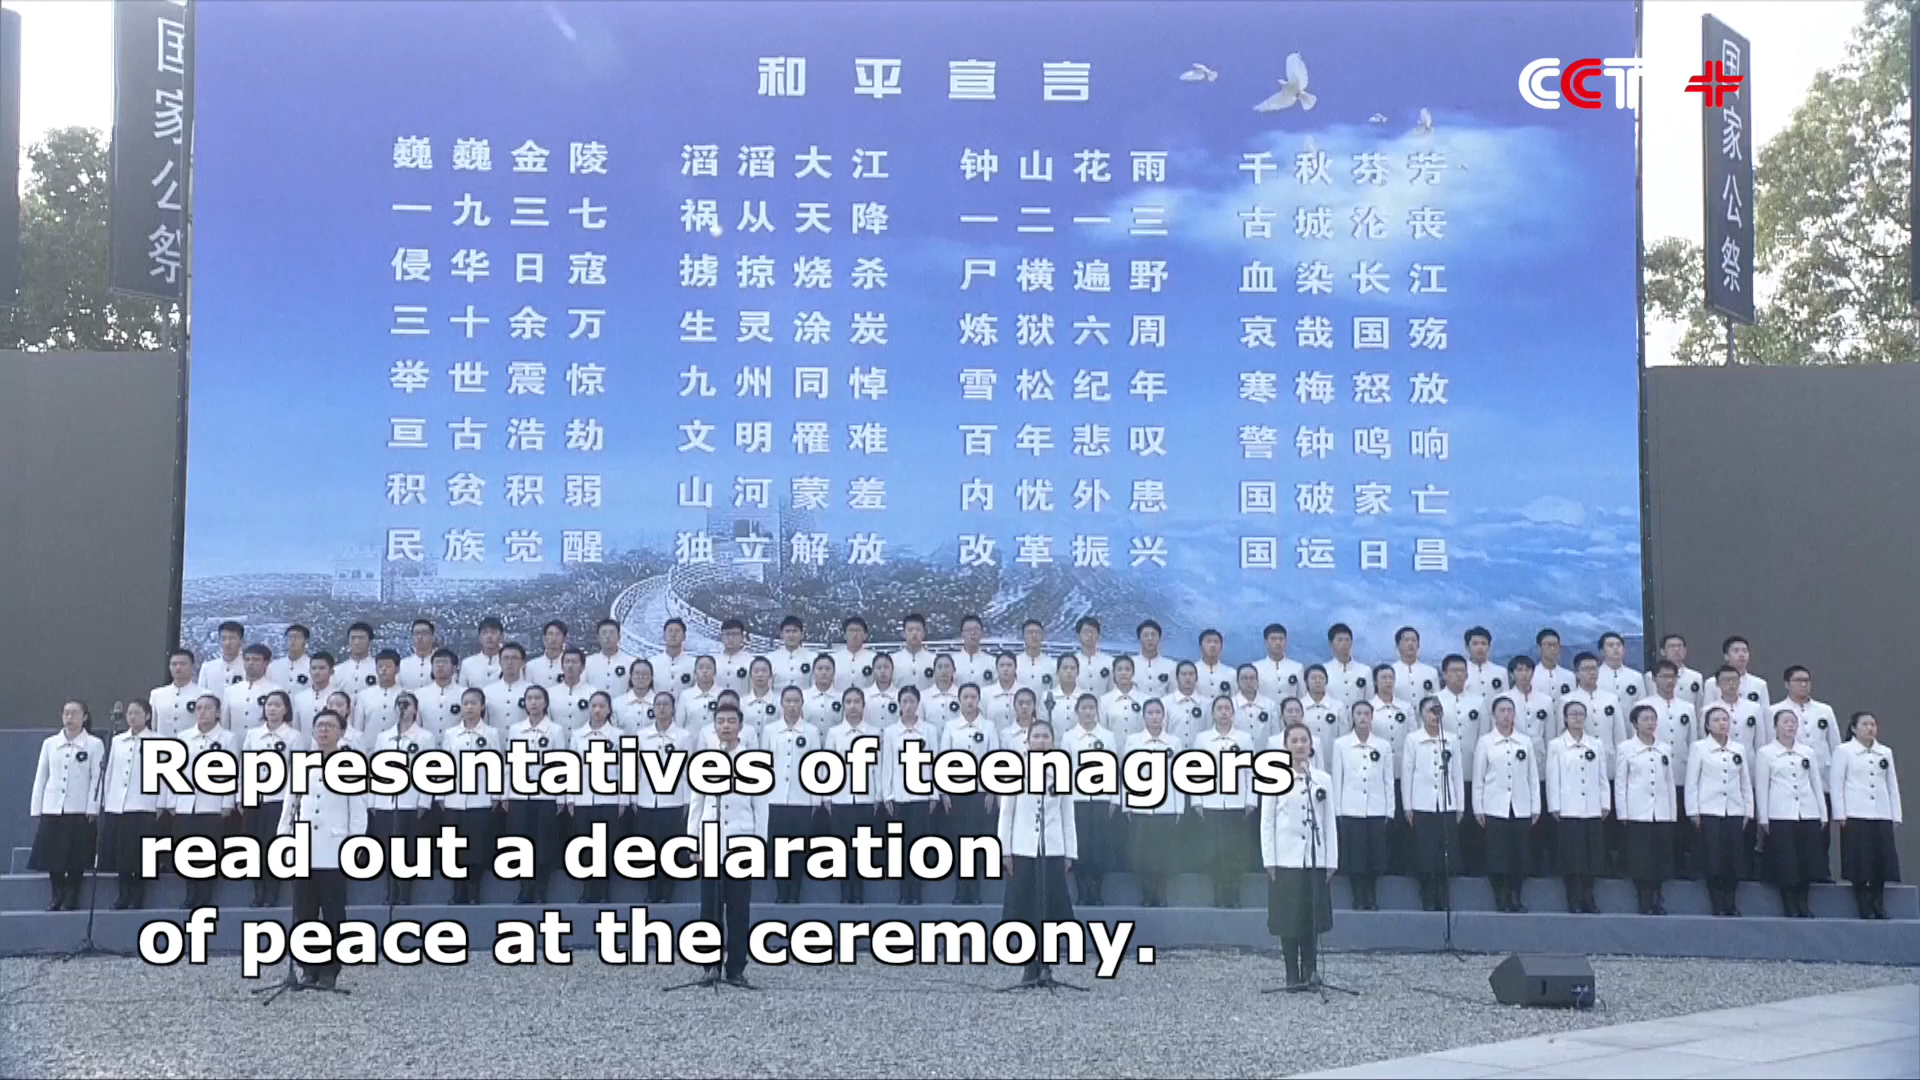 国家公祭
CCTV+
国家公祭
和平宣言
巍巍金陵 滔滔大江 钟山花雨 千秋芬芳
一九三七 祸从天降 一二一三 古城沦丧
侵华日寇 掳掠烧杀 尸横遍野 血染长江
三十余万 生灵涂炭 炼狱六周 哀哉国殇
举世震惊 九州同悼 雪松纪年 寒梅怒放
亘古浩劫 文明罹难 百年悲叹 警钟鸣响
积贫积弱 山河蒙羞 内忧外患 国破家亡
民族觉醒 独立解放 改革振兴 国运日昌
Representatives of teenagers
read out a declaration
of peace at the ceremony.